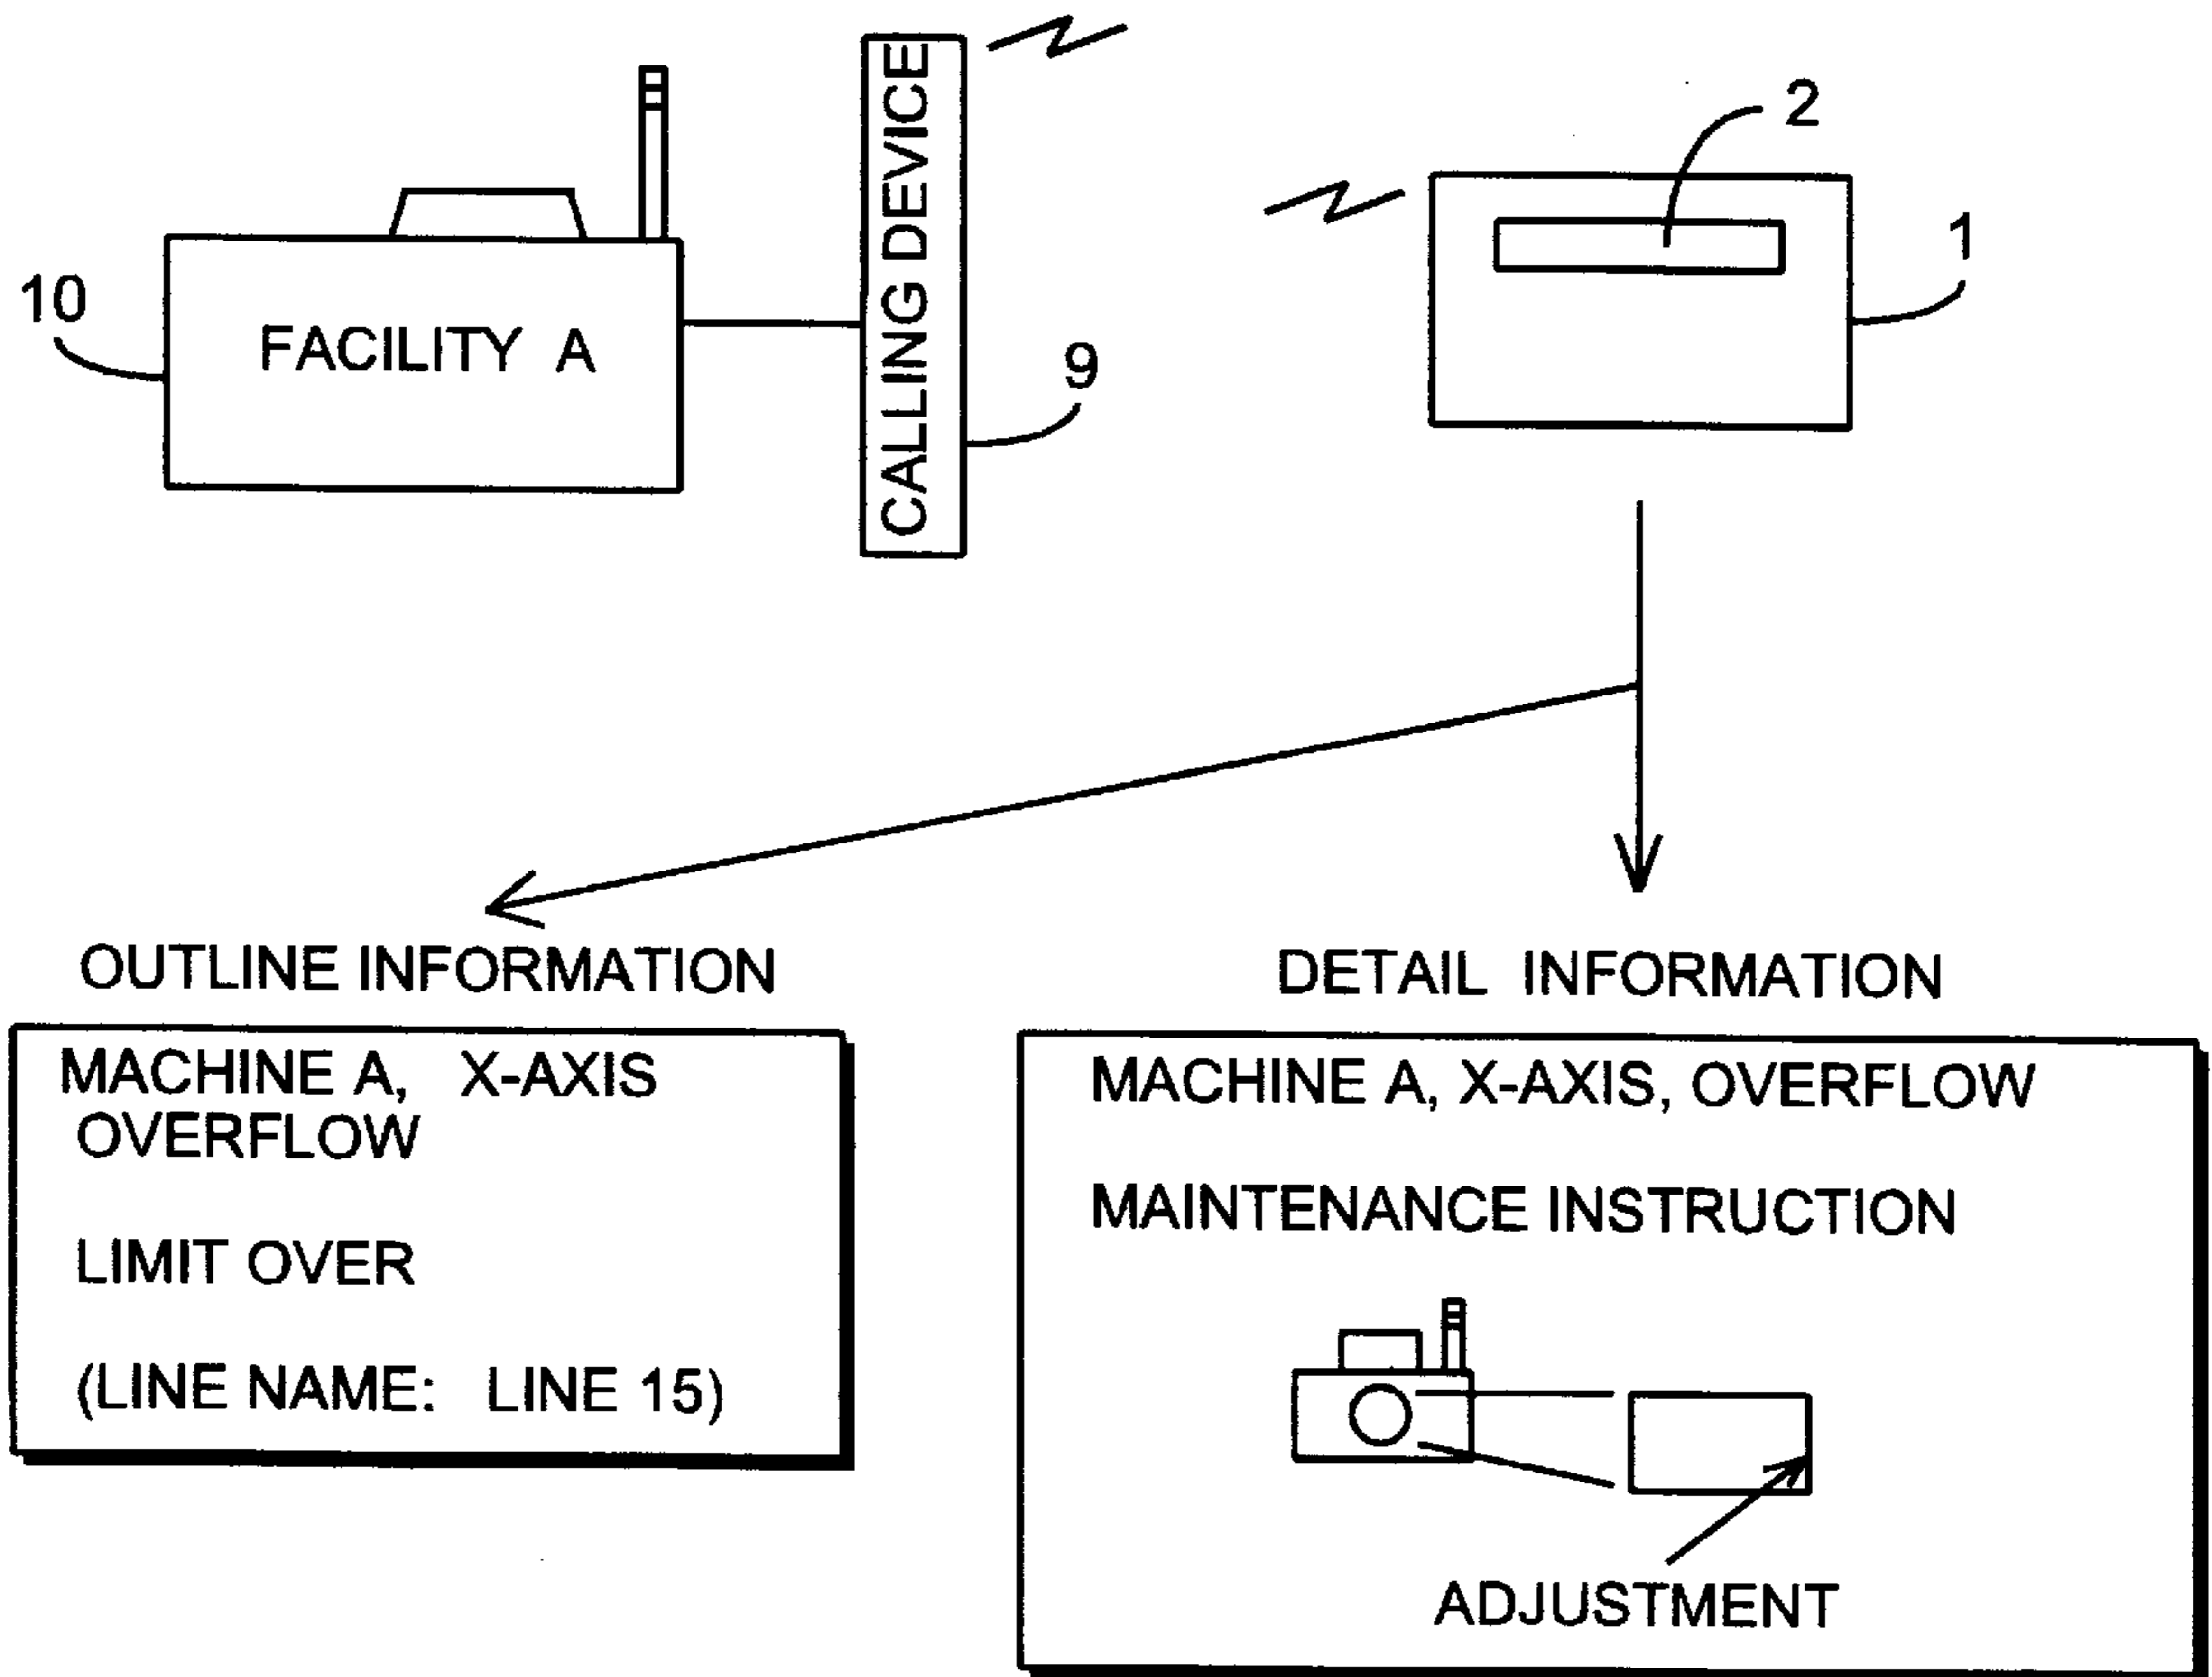 CALLING DEVICE
2
1
10
FACILITY A
9
OUTLINE INFORMATION
MACHINE A, X-AXIS
OVERFLOW
LIMIT OVER
(LINE NAME: LINE 15)
DETAIL INFORMATION
MACHINE A, X-AXIS, OVERFLOW
MAINTENANCE INSTRUCTION
ADJUSTMENT